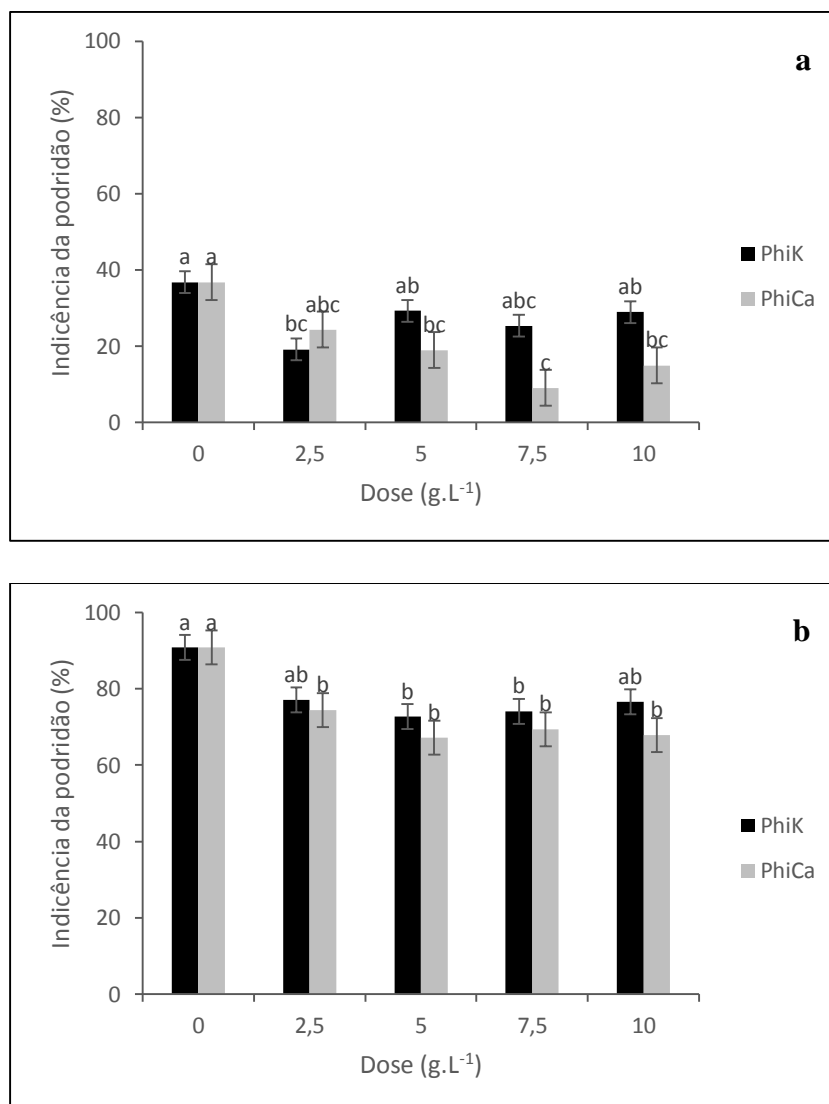 a
100
80
60
40
20
0
Indicência da podridão (%)
a a
bc abc
ab bc
abc c
ab bc
0 2,5 5 7,5 10
Dose (g.L-1)
PhiK
PhiCa
b
100
80
60
40
20
0
Indicência da podridão (%)
a a
ab b
b b
b b
ab b
0 2,5 5 7,5 10
Dose (g.L-1)
PhiK
PhiCa